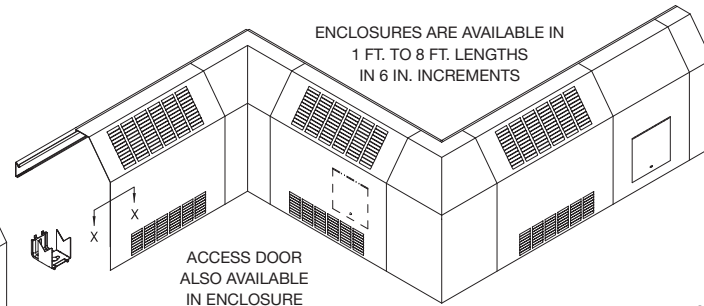 ENCLOSURES ARE AVAILABLE IN
1 FT. TO 8 FT. LENGTHS
IN 6 IN. INCREMENTS
X
X
ACCESS DOOR
ALSO AVAILABLE
IN ENCLOSURE